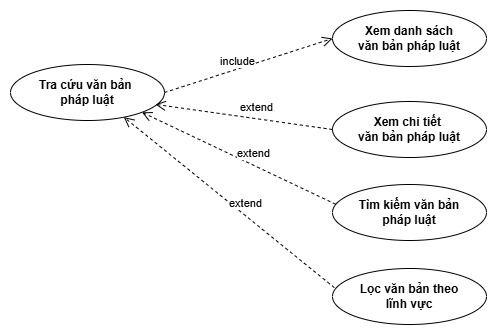 Xem danh sách
văn bản pháp luật
include
Tra cứu văn bản
pháp luật
extend
Xem chi tiết
văn bản pháp luật
extend
Tìm kiếm văn bản
pháp luật
extend
Lọc văn bản theo
lĩnh vực